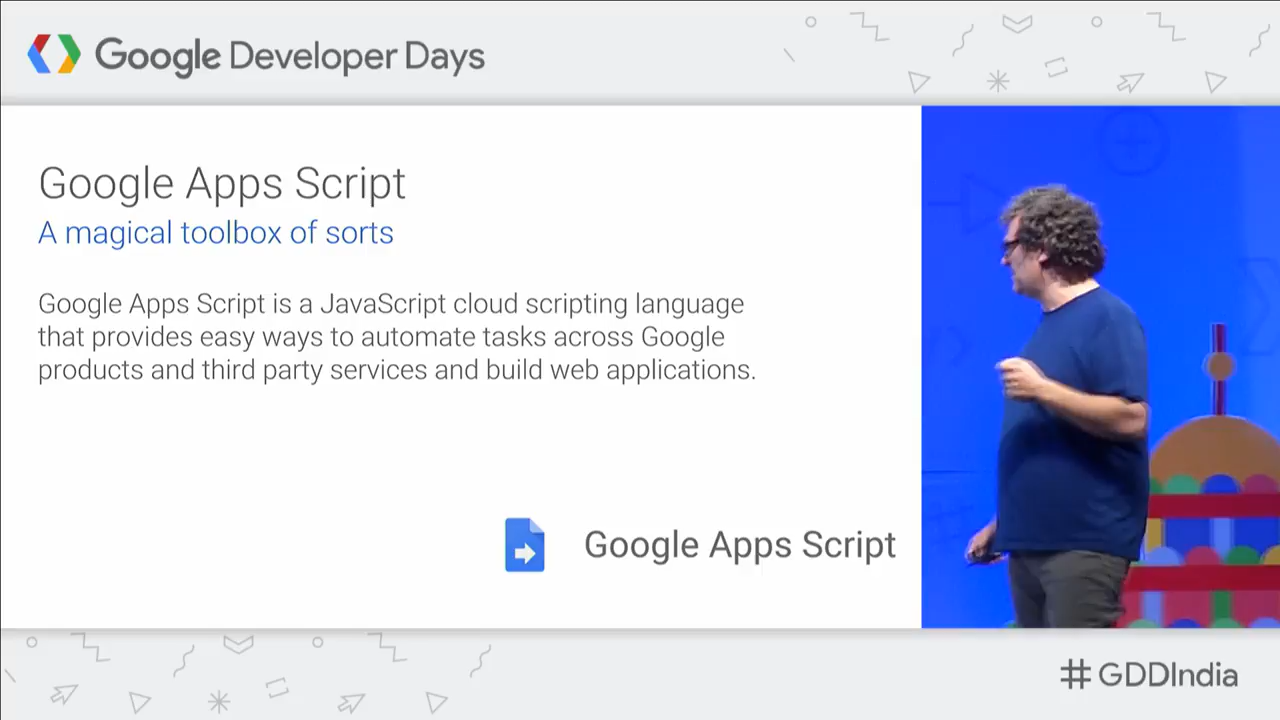 Google Developer Days
Google Apps Script
A magical toolbox of sorts
Google Apps Script is a JavaScript cloud scripting language
that provides easy ways to automate tasks across Google
products and third party services and build web applications.
Google Apps Script
#GDDIndia